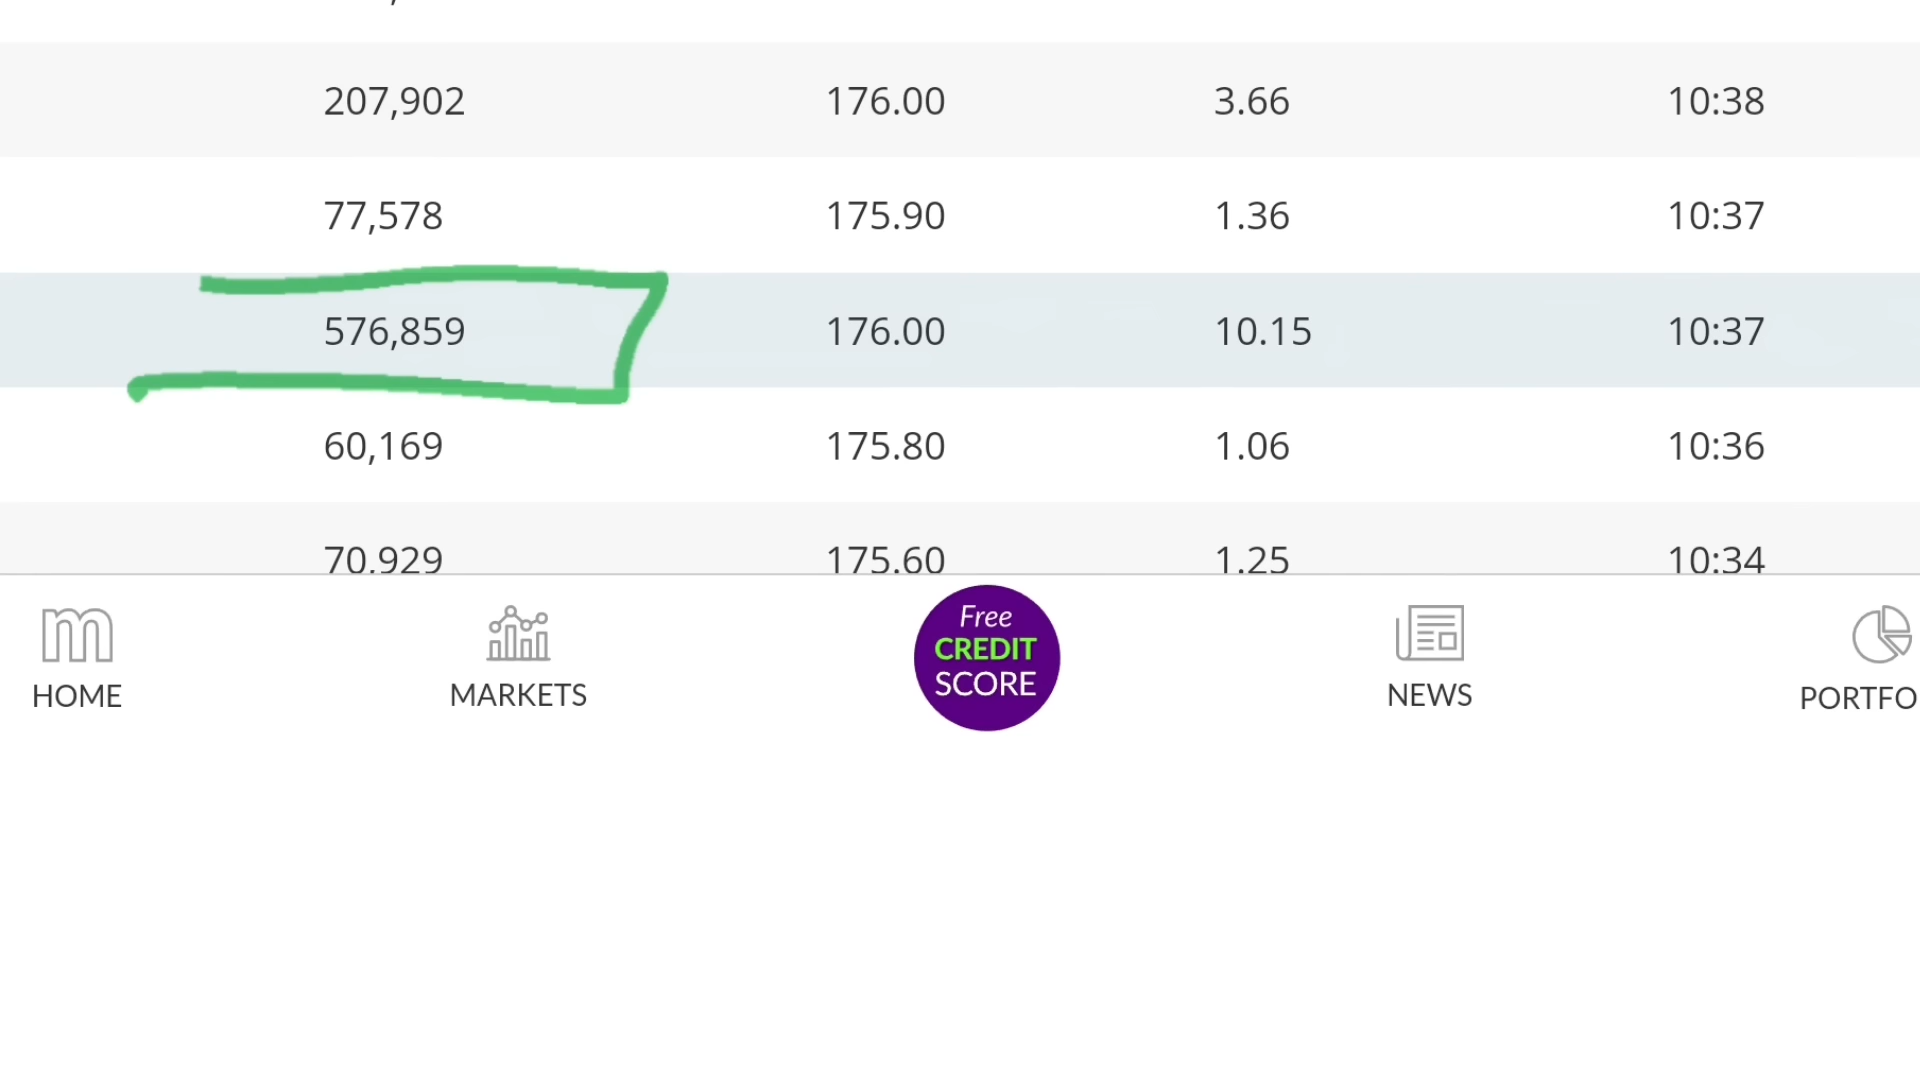 207,902 176.00 3.66 10:38
77,578 175.90 1.36 10:37
576,859 176.00 10.15 10:37
60,169 175.80 1.06 10:36
70,929 175.60 1.25 10:34
m
HOME
MARKETS
Free
CREDIT
SCORE
NEWS
PORTFO